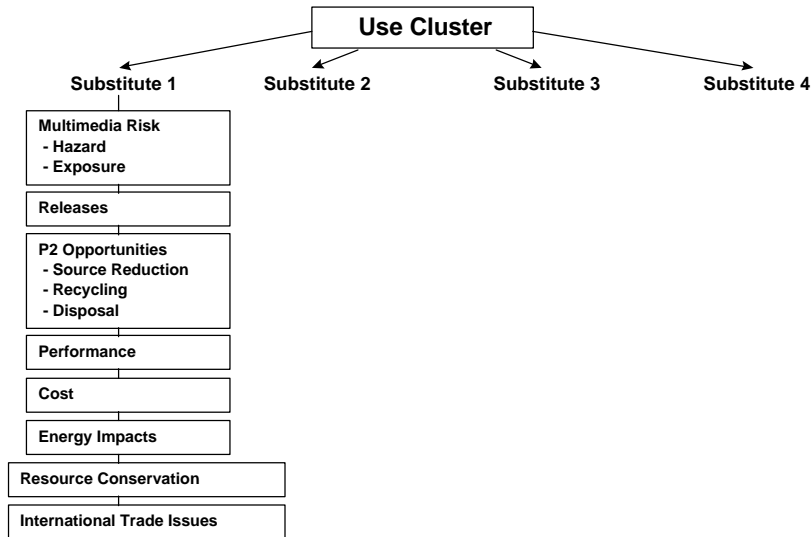 Use Cluster
Substitute 1
Substitute 2
Substitute 3
Substitute 4
Multimedia Risk
- Hazard
- Exposure
Releases
P2 Opportunities
- Source Reduction
- Recycling
- Disposal
Performance
Cost
Energy Impacts
Resource Conservation
International Trade Issues